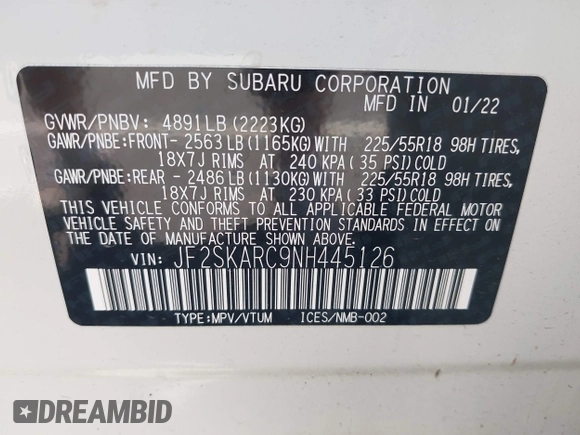 MFD BY SUBARU CORPORATION
MFD IN 01/22
GVWR/PNBV: 4891LB(2223KG)
GAWR/PNBE:FRONT- 2563LB(1165KG)WITH 225/55R18 98H TIRES,
18X7J RIMS AT 240 KPA(35 PSI)COLD
GAWR/PNBE:REAR - 2486LB(1130KG)WITH 225/55R18 98H TIRES,
18X7J RIMS AT 230 KPA(33 PSI)COLD
THIS VEHICLE CONFORMS TO ALL APPLICABLE FEDERAL MOTOR
VEHICLE SAFETY, BUMPER, AND THEFT PREVENTION STANDARDS
IN EFFECT ON THE DATE OF MANUFACTURE SHOWN ABOVE.
VIN: JF2SKARC9NH445126
TYPE:MPV/VTUM ICES/NMB-002
DREAMBID